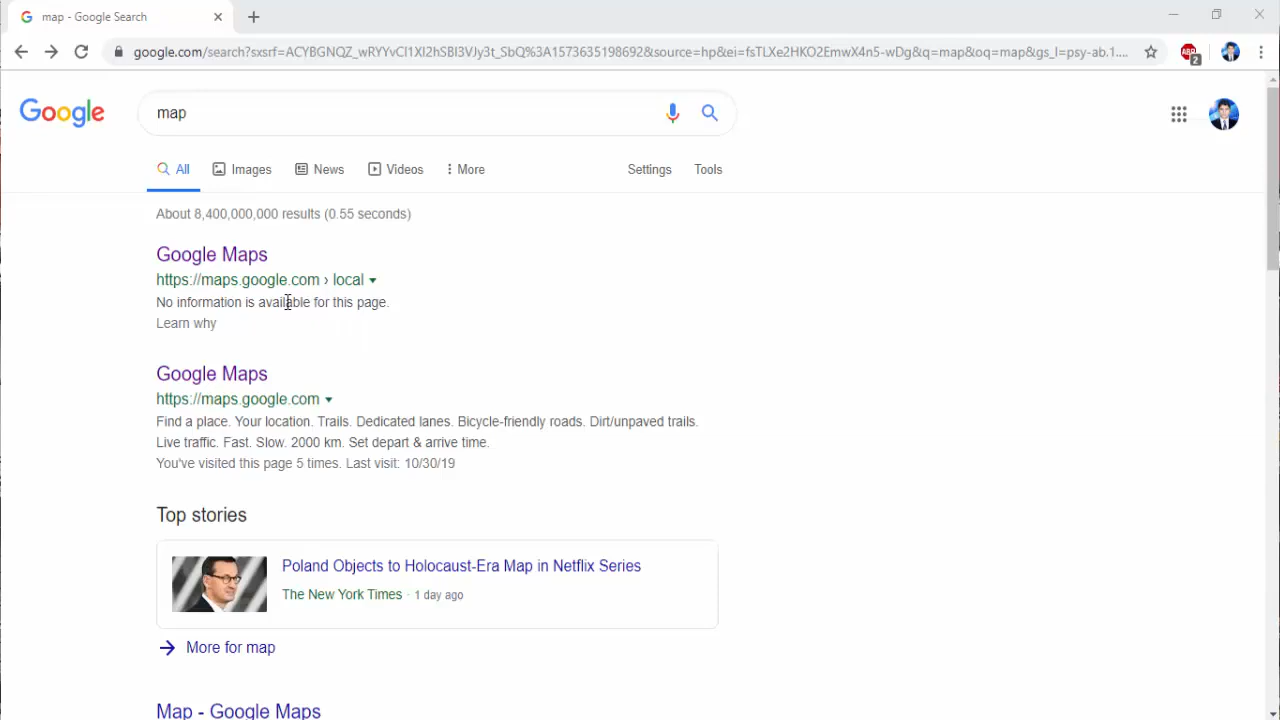 map - Google Search
google.com/search?sxsrf=ACYBGNQZ_wRYYvCl1Xl2hSBl3VJy3t_SbQ%3A1573635198692&source=hp&ei=fsTLXe2HKO2EmwX4n5-wDg&q=map&oq=map&gs_l=psy-ab.1....
ABP
2
Google
map
All Images News Videos More Settings Tools
About 8,400,000,000 results (0.55 seconds)
Google Maps
https://maps.google.com › local
No information is available for this page.
Learn why
Google Maps
https://maps.google.com
Find a place. Your location. Trails. Dedicated lanes. Bicycle-friendly roads. Dirt/unpaved trails.
Live traffic. Fast. Slow. 2000 km. Set depart & arrive time.
You've visited this page 5 times. Last visit: 10/30/19
Top stories
Poland Objects to Holocaust-Era Map in Netflix Series
The New York Times · 1 day ago
More for map
Map - Google Maps